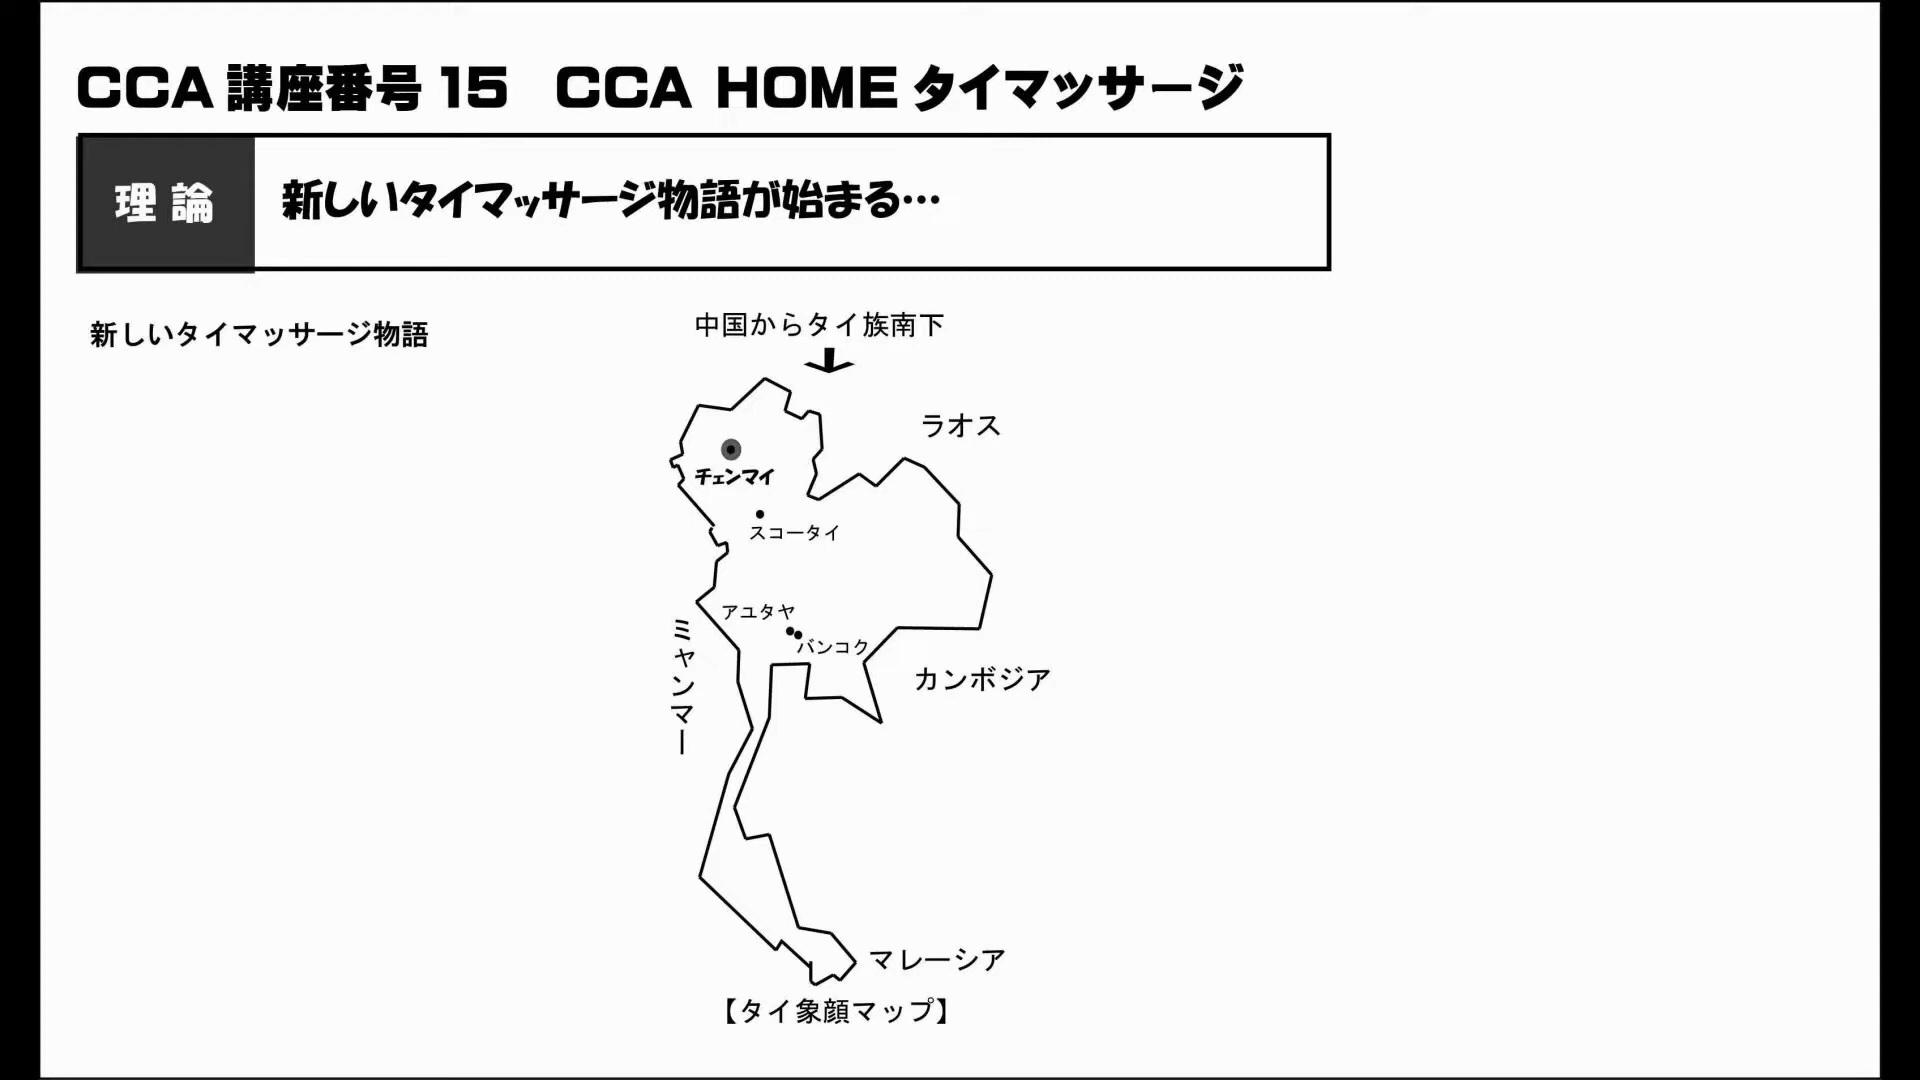 CCA 講座番号 15　CCA HOME タイマッサージ
理論
新しいタイマッサージ物語が始まる…
新しいタイマッサージ物語
中国からタイ族南下
ラオス
チェンマイ
スコータイ
アユタヤ
バンコク
ミャンマー
カンボジア
マレーシア
【タイ象顔マップ】